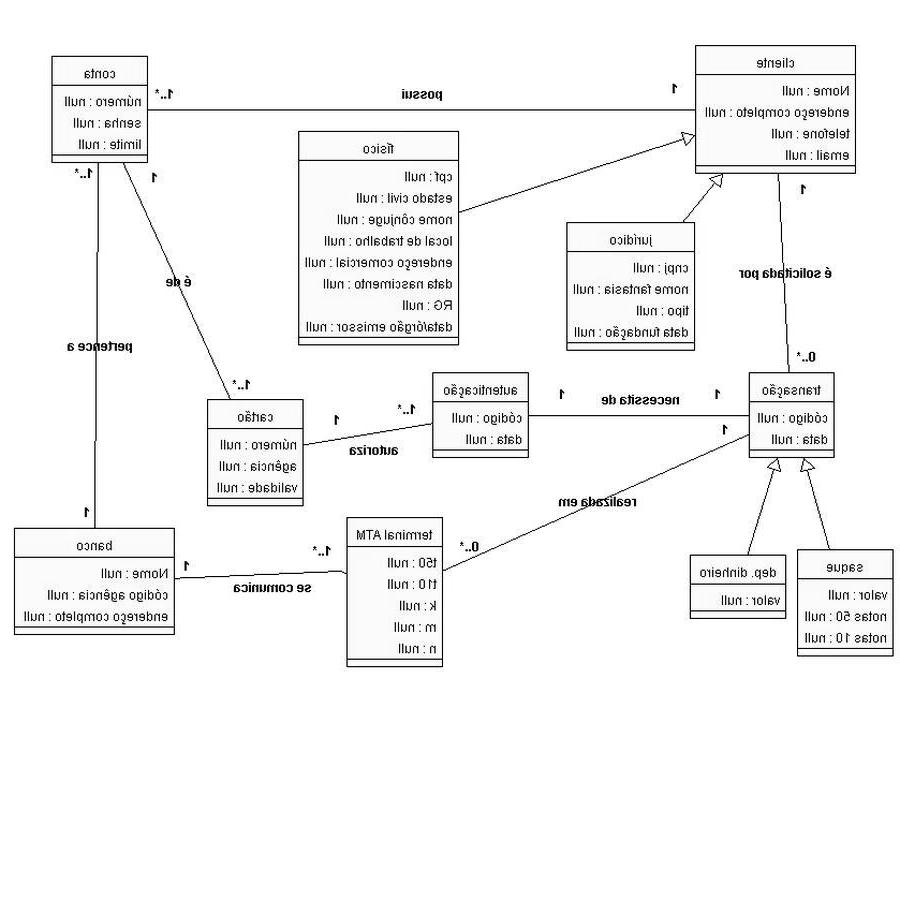 cliente
Nome : null
endereço completo : null
telefone : null
email : null
1
possui
1..*
conta
número : null
senha : null
limite : null
1..*
1
1
físico
cpf : null
estado civil : null
nome cônjuge : null
local de trabalho : null
endereço comercial : null
data nascimento : null
RG : null
data/órgão emissor : null
jurídico
cnpj : null
nome fantasia : null
tipo : null
data fundação : null
é solicitada por
0..*
é de
1..*
pertence a
1
transação
código : null
data : null
1
necessita de
1
autenticação
código : null
data : null
1..*
autoriza
1
cartão
número : null
agência : null
validade : null
1
realizada em
0..*
terminal ATM
t50 : null
t10 : null
k : null
m : null
n : null
1..*
se comunica
1
banco
Nome : null
código agência : null
endereço completo : null
saque
valor : null
notas 50 : null
notas 10 : null
dep. dinheiro
valor : null